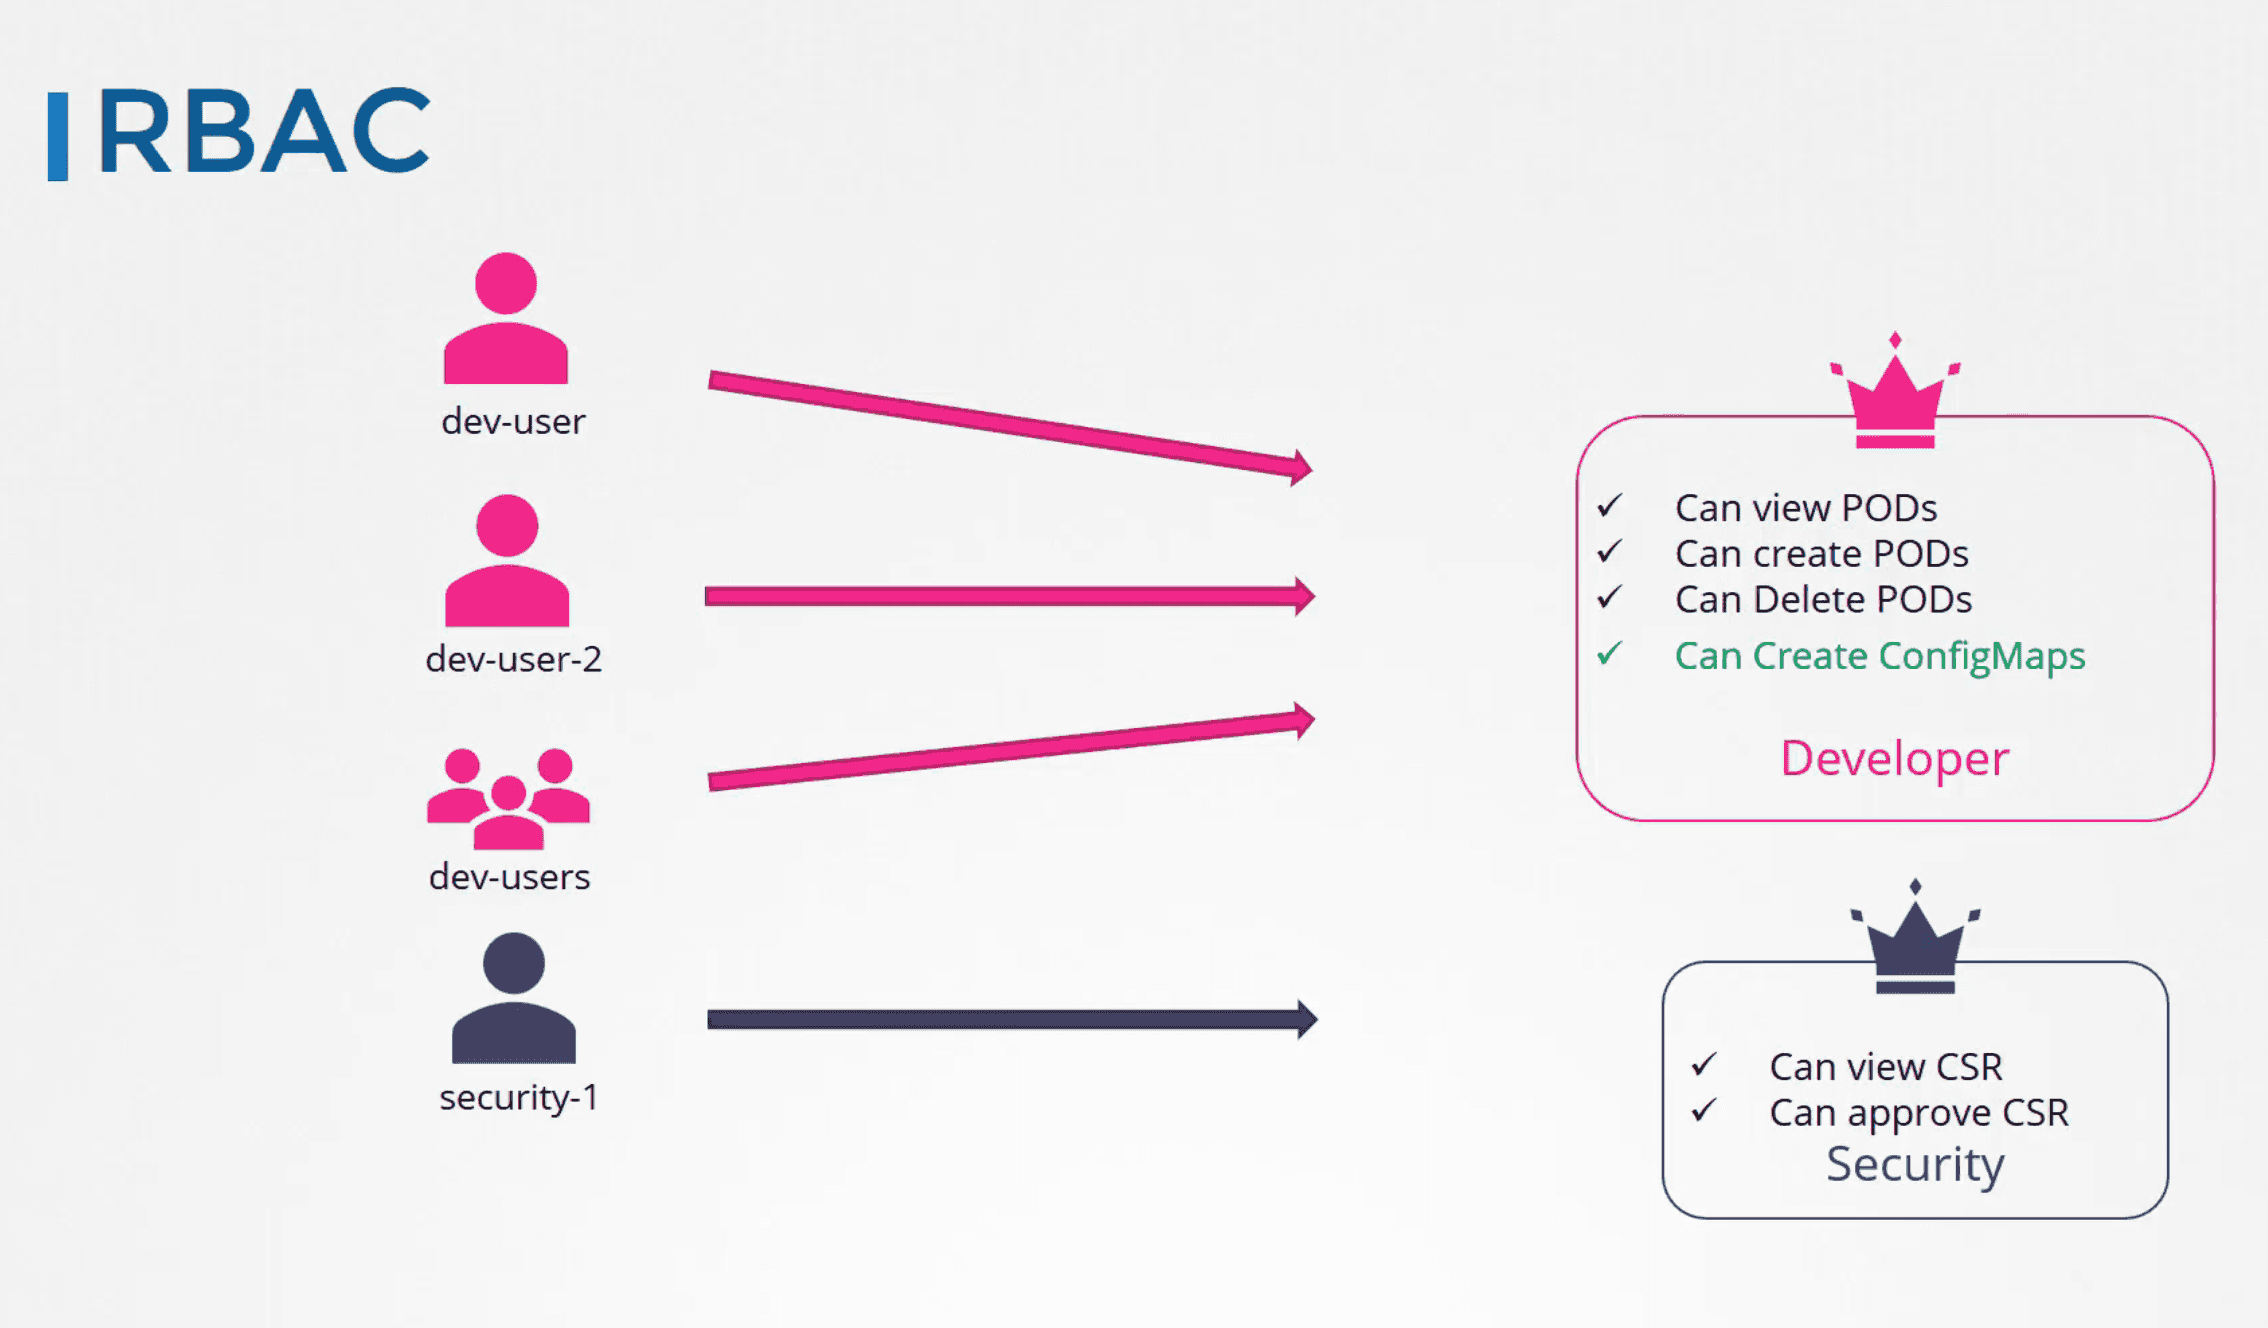 RBAC
dev-user
dev-user-2
dev-users
security-1
Can view PODs
Can create PODs
Can Delete PODs
Can Create ConfigMaps
Developer
Can view CSR
Can approve CSR
Security